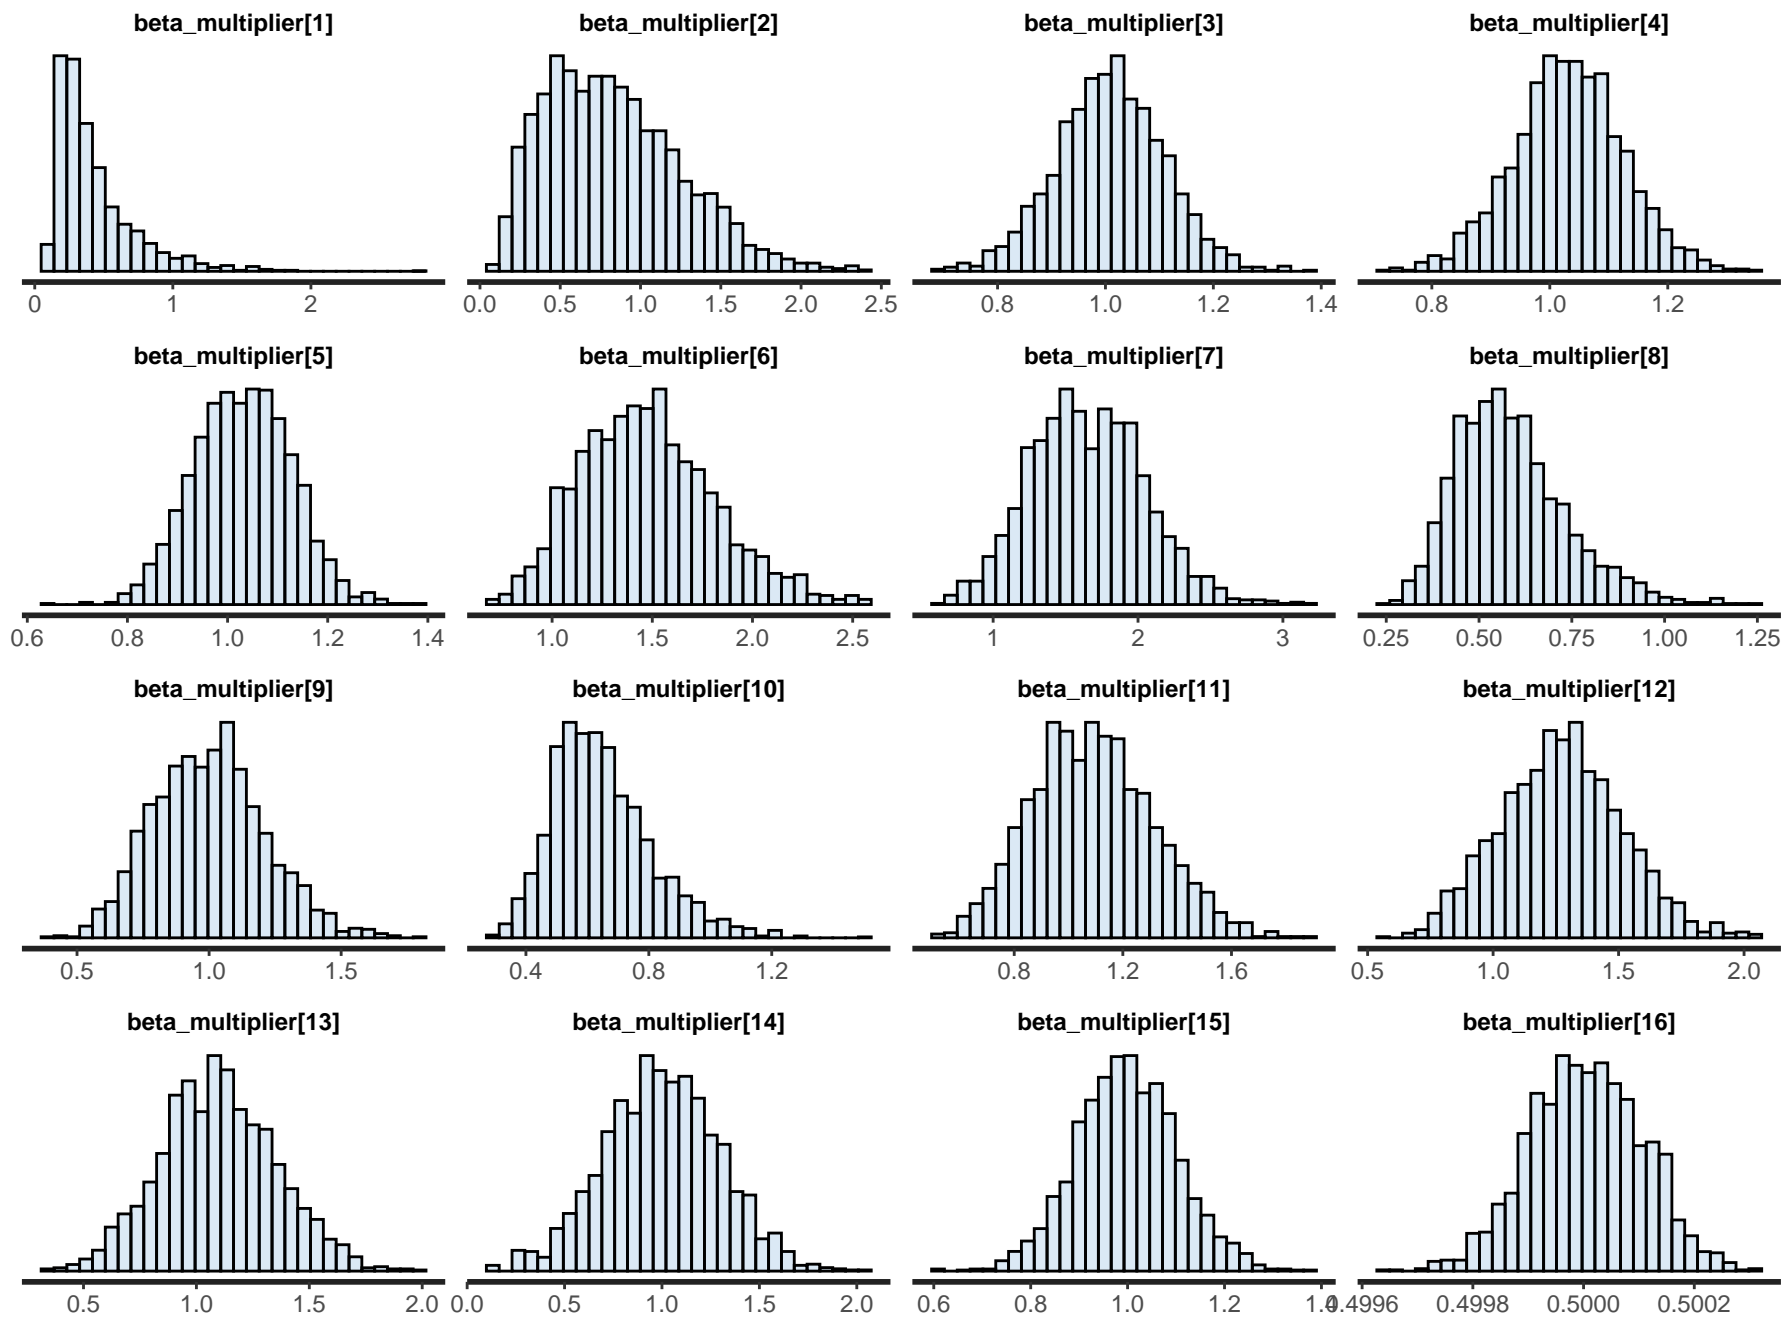 beta_multiplier[1] beta_multiplier[2] beta_multiplier[3] beta_multiplier[4]
0 1 2 0.0 0.5 1.0 1.5 2.0 2.5 0.8 1.0 1.2 1.4 0.8 1.0 1.2
beta_multiplier[5] beta_multiplier[6] beta_multiplier[7] beta_multiplier[8]
0.6 0.8 1.0 1.2 1.4 1.0 1.5 2.0 2.5 1 2 3 0.25 0.50 0.75 1.00 1.25
beta_multiplier[9] beta_multiplier[10] beta_multiplier[11] beta_multiplier[12]
0.5 1.0 1.5 0.4 0.8 1.2 0.8 1.2 1.6 0.5 1.0 1.5 2.0
beta_multiplier[13] beta_multiplier[14] beta_multiplier[15] beta_multiplier[16]
0.5 1.0 1.5 2.0 0.0 0.5 1.0 1.5 2.0 0.6 0.8 1.0 1.2 1.4 0.4996 0.4998 0.5000 0.5002